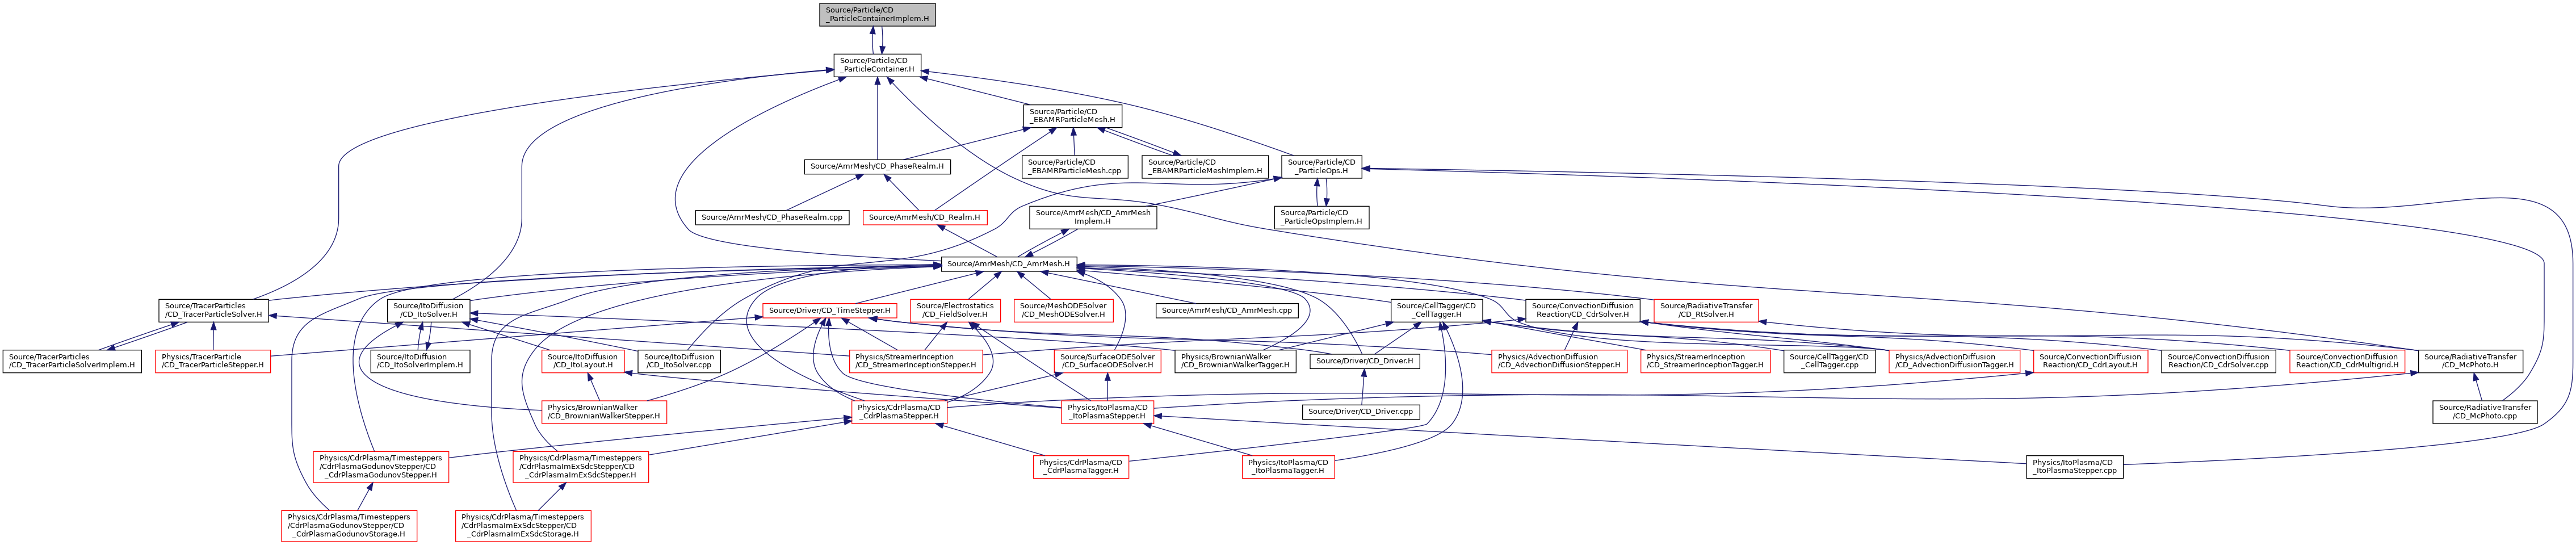 Source/Particle/CD
_ParticleContainerImplem.H
Source/Particle/CD
_ParticleContainer.H
Source/Particle/CD
_EBAMRParticleMesh.H
Source/AmrMesh/CD_PhaseRealm.H
Source/Particle/CD
_EBAMRParticleMesh.cpp
Source/Particle/CD
_EBAMRParticleMeshImplem.H
Source/Particle/CD
_ParticleOps.H
Source/AmrMesh/CD_PhaseRealm.cpp
Source/AmrMesh/CD_Realm.H
Source/AmrMesh/CD_AmrMesh
Implem.H
Source/Particle/CD
_ParticleOpsImplem.H
Source/AmrMesh/CD_AmrMesh.H
Source/TracerParticles
/CD_TracerParticleSolver.H
Source/ItoDiffusion
/CD_ItoSolver.H
Source/Driver/CD_TimeStepper.H
Source/Electrostatics
/CD_FieldSolver.H
Source/MeshODESolver
/CD_MeshODESolver.H
Source/AmrMesh/CD_AmrMesh.cpp
Source/CellTagger/CD
_CellTagger.H
Source/ConvectionDiffusion
Reaction/CD_CdrSolver.H
Source/RadiativeTransfer
/CD_RtSolver.H
Source/TracerParticles
/CD_TracerParticleSolverImplem.H
Physics/TracerParticle
/CD_TracerParticleStepper.H
Source/ItoDiffusion
/CD_ItoSolverImplem.H
Source/ItoDiffusion
/CD_ItoLayout.H
Source/ItoDiffusion
/CD_ItoSolver.cpp
Physics/StreamerInception
/CD_StreamerInceptionStepper.H
Source/SurfaceODESolver
/CD_SurfaceODESolver.H
Physics/BrownianWalker
/CD_BrownianWalkerTagger.H
Source/Driver/CD_Driver.H
Physics/AdvectionDiffusion
/CD_AdvectionDiffusionStepper.H
Physics/StreamerInception
/CD_StreamerInceptionTagger.H
Source/CellTagger/CD
_CellTagger.cpp
Physics/AdvectionDiffusion
/CD_AdvectionDiffusionTagger.H
Source/ConvectionDiffusion
Reaction/CD_CdrLayout.H
Source/ConvectionDiffusion
Reaction/CD_CdrSolver.cpp
Source/ConvectionDiffusion
Reaction/CD_CdrMultigrid.H
Source/RadiativeTransfer
/CD_McPhoto.H
Physics/BrownianWalker
/CD_BrownianWalkerStepper.H
Physics/CdrPlasma/CD
_CdrPlasmaStepper.H
Physics/ItoPlasma/CD
_ItoPlasmaStepper.H
Source/Driver/CD_Driver.cpp
Source/RadiativeTransfer
/CD_McPhoto.cpp
Physics/CdrPlasma/Timesteppers
/CdrPlasmaGodunovStepper/CD
_CdrPlasmaGodunovStepper.H
Physics/CdrPlasma/Timesteppers
/CdrPlasmaImExSdcStepper/CD
_CdrPlasmaImExSdcStepper.H
Physics/CdrPlasma/CD
_CdrPlasmaTagger.H
Physics/ItoPlasma/CD
_ItoPlasmaTagger.H
Physics/ItoPlasma/CD
_ItoPlasmaStepper.cpp
Physics/CdrPlasma/Timesteppers
/CdrPlasmaGodunovStepper/CD
_CdrPlasmaGodunovStorage.H
Physics/CdrPlasma/Timesteppers
/CdrPlasmaImExSdcStepper/CD
_CdrPlasmaImExSdcStorage.H